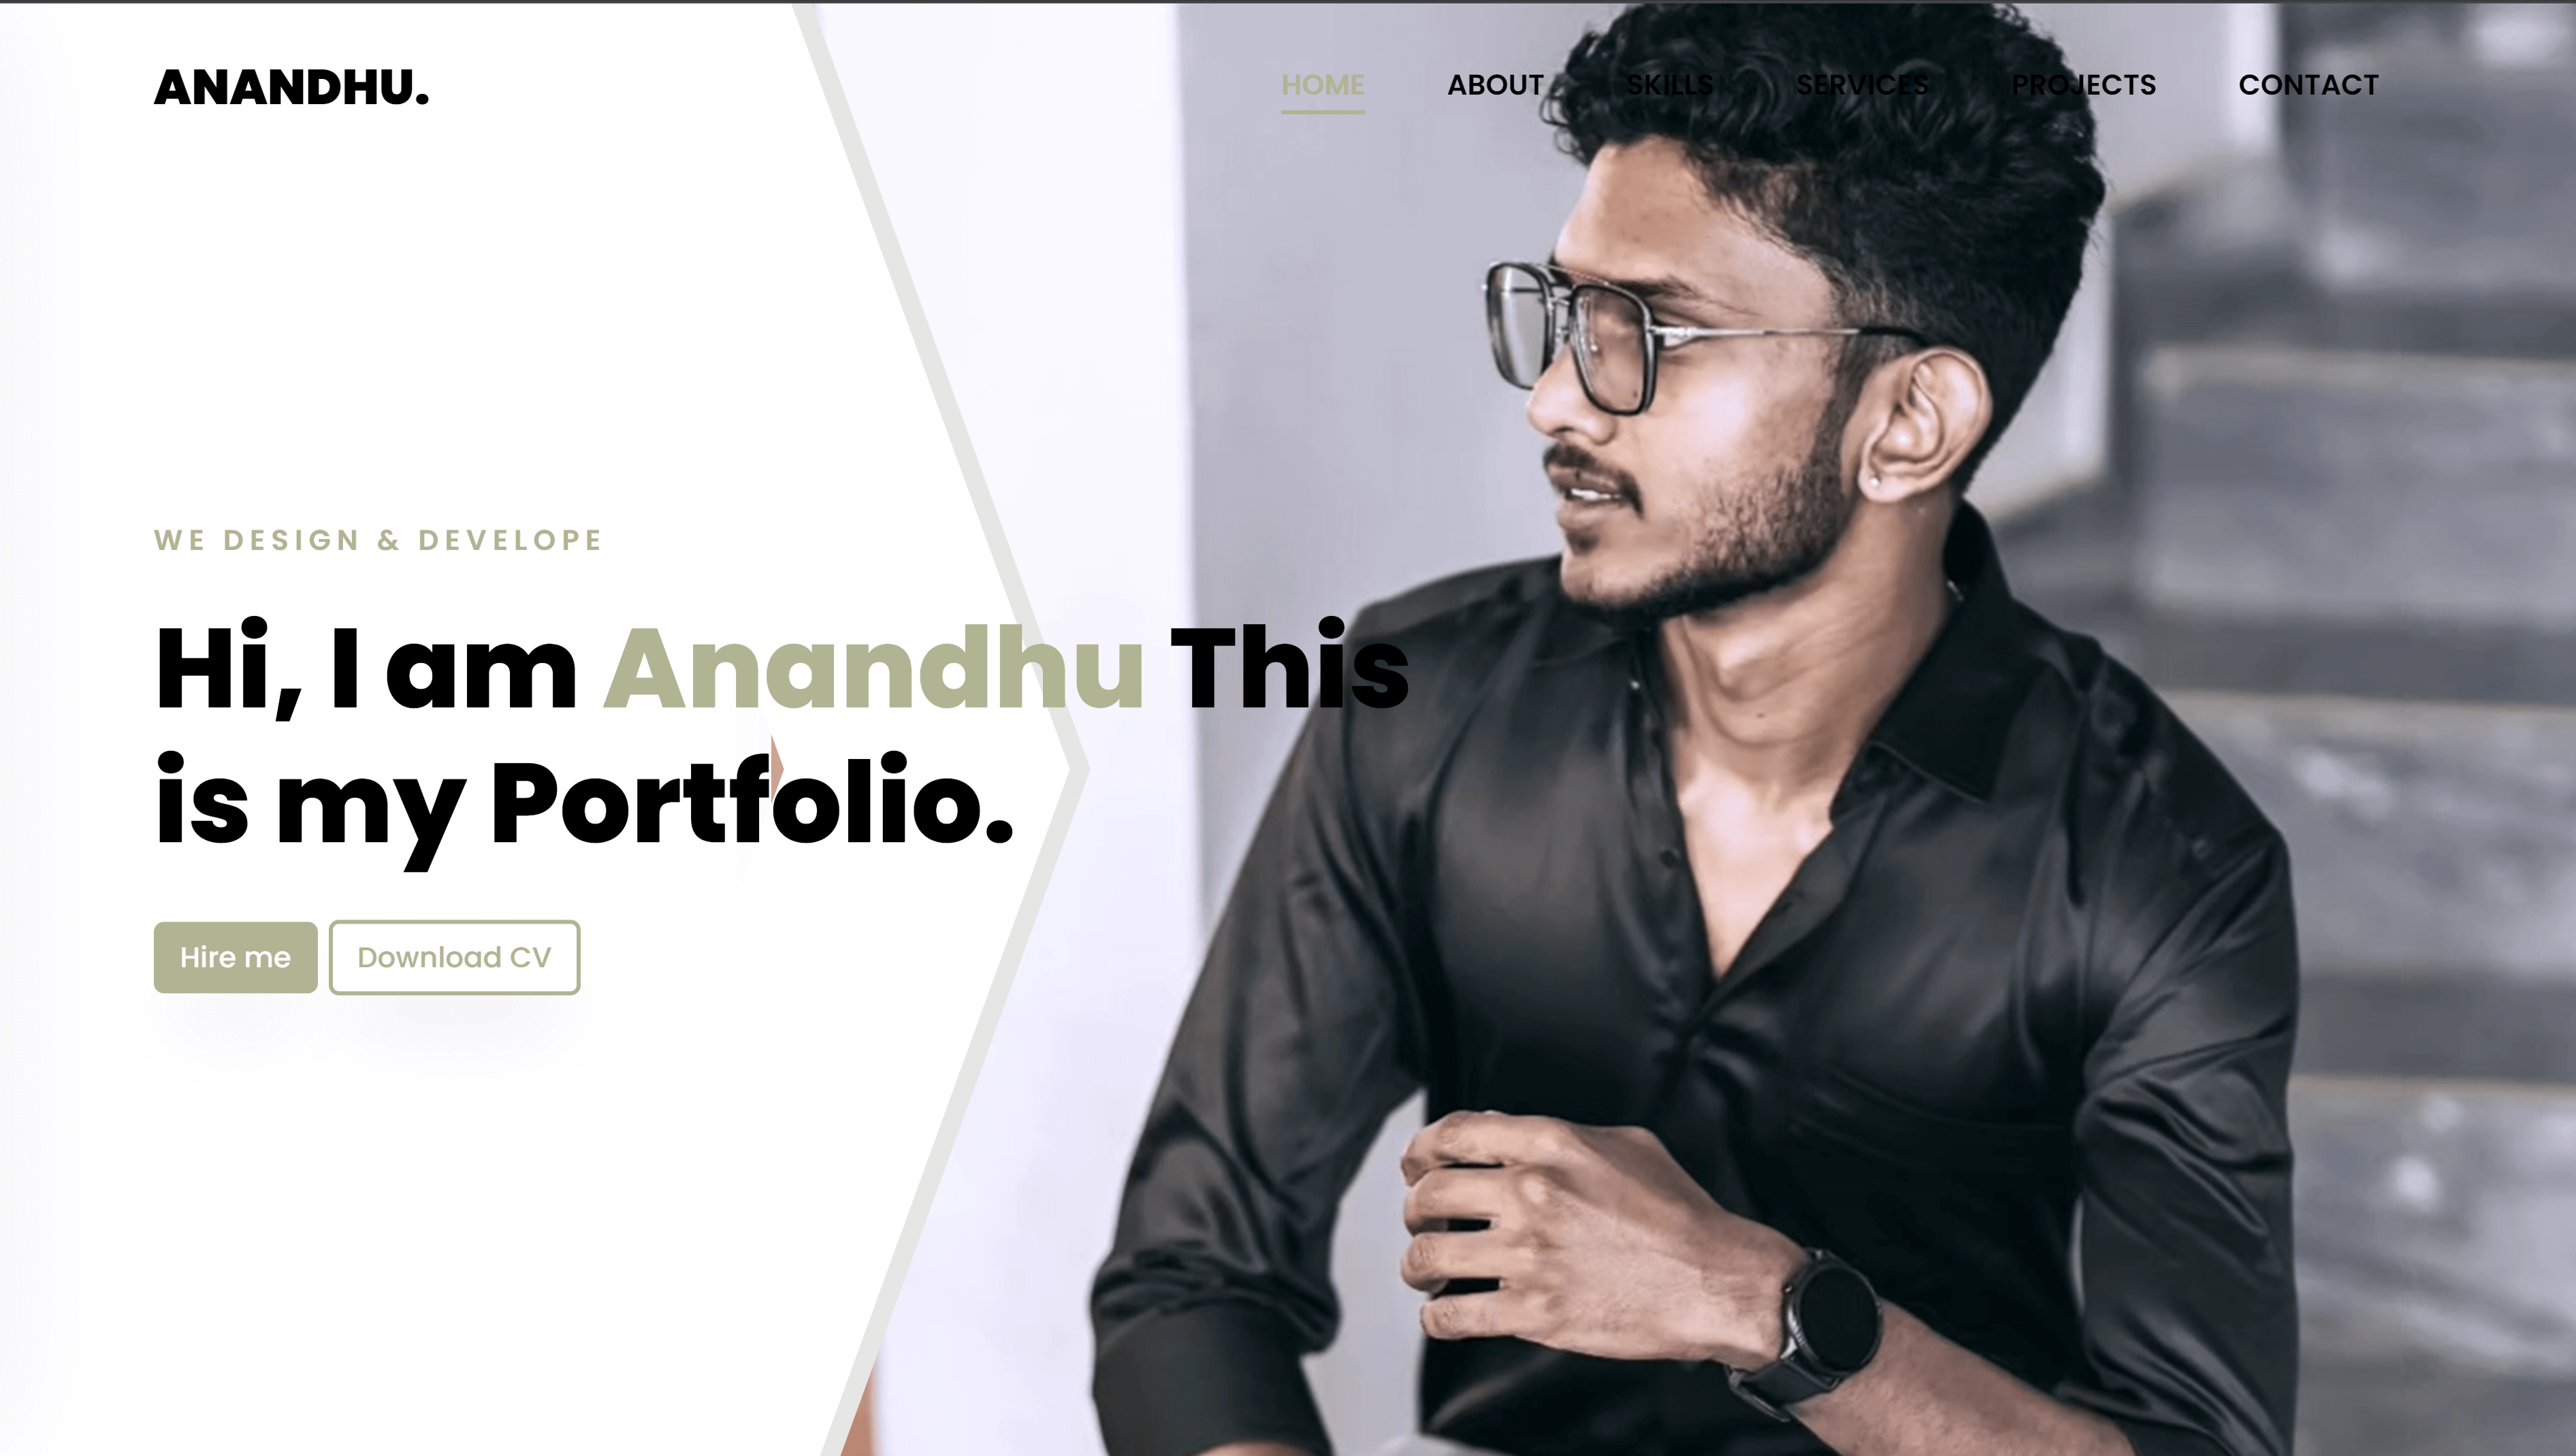 ANANDHU.
HOME ABOUT SKILLS SERVICES PROJECTS CONTACT
WE DESIGN & DEVELOPE
Hi, I am Anandhu This
is my Portfolio.
Hire me
Download CV